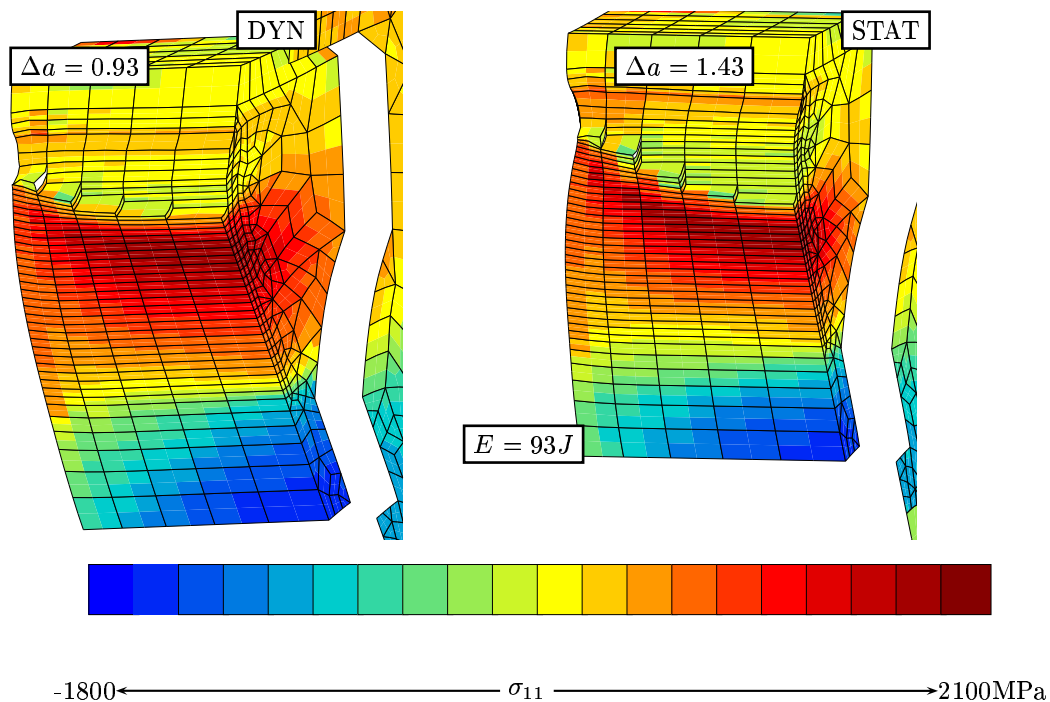 DYN
Δa = 0.93
STAT
Δa = 1.43
E = 93J
-1800 σ₁₁ 2100MPa